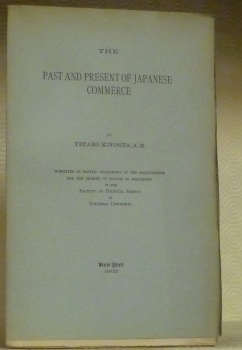 THE
PAST AND PRESENT OF JAPANESE
COMMERCE
BY
YETARO KINOSITA, A. M.
SUBMITTED IN PARTIAL FULFILMENT OF THE REQUIREMENTS
FOR THE DEGREE OF DOCTOR OF PHILOSOPHY
IN THE
FACULTY OF POLITICAL SCIENCE
IN
COLUMBIA UNIVERSITY
New York
1902